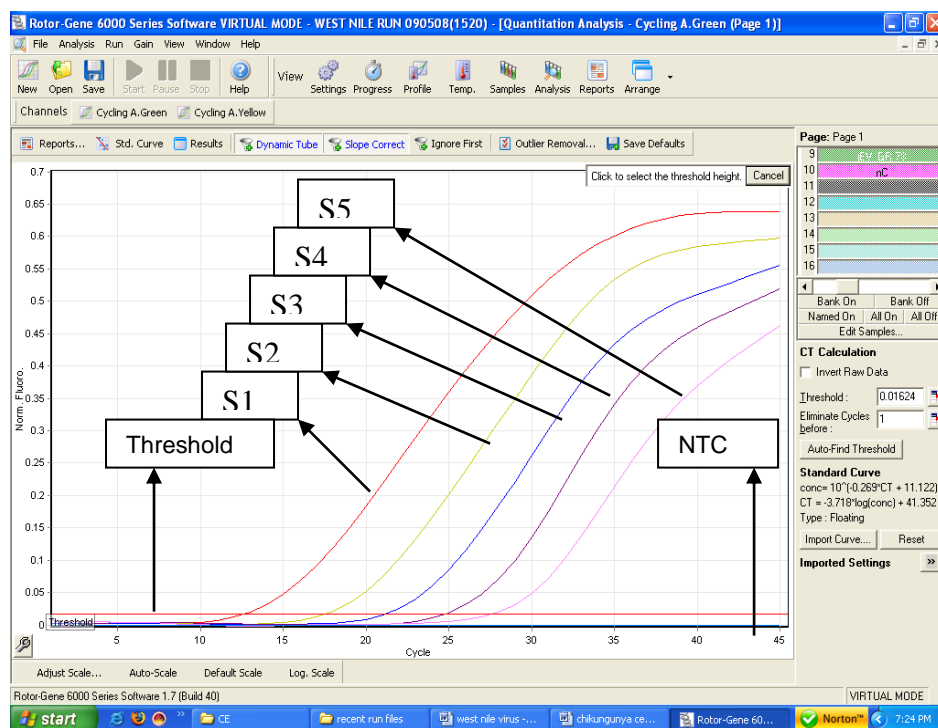 Rotor-Gene 6000 Series Software VIRTUAL MODE - WEST NILE RUN 090508(1520) - [Quantitation Analysis - Cycling A.Green (Page 1)]
File Analysis Run Gain View Window Help
New Open Save Start Pause Stop Help View Settings Progress Profile Temp. Samples Analysis Reports Arrange
Channels Cycling A.Green Cycling A.Yellow
Reports... Std. Curve Results Dynamic Tube Slope Correct Ignore First Outlier Removal... Save Defaults
Click to select the threshold height. Cancel
Norm. Fluoro.
0.7
0.65
0.6
0.55
0.5
0.45
0.4
0.35
0.3
0.25
0.2
0.15
0.1
0.05
0
S5
S4
S3
S2
S1
Threshold
NTC
Threshold
5 10 15 20 25 30 35 40 45
Cycle
Adjust Scale... Auto-Scale Default Scale Log. Scale
Page: Page 1
9
10 nC
11
12
13
14
15
16
Bank On Bank Off
Named On All On All Off
Edit Samples...
CT Calculation
Invert Raw Data
Threshold : 0.01624
Eliminate Cycles before : 1
Auto-Find Threshold
Standard Curve
conc= 10^(-0.269*CT + 11.122)
CT = -3.718*log(conc) + 41.352
Type : Floating
Import Curve.... Reset
Imported Settings
Rotor-Gene 6000 Series Software 1.7 (Build 40) VIRTUAL MODE
start CE recent run files west nile virus -... chikungunya ce... Rotor-Gene 60... Norton™ 7:24 PM